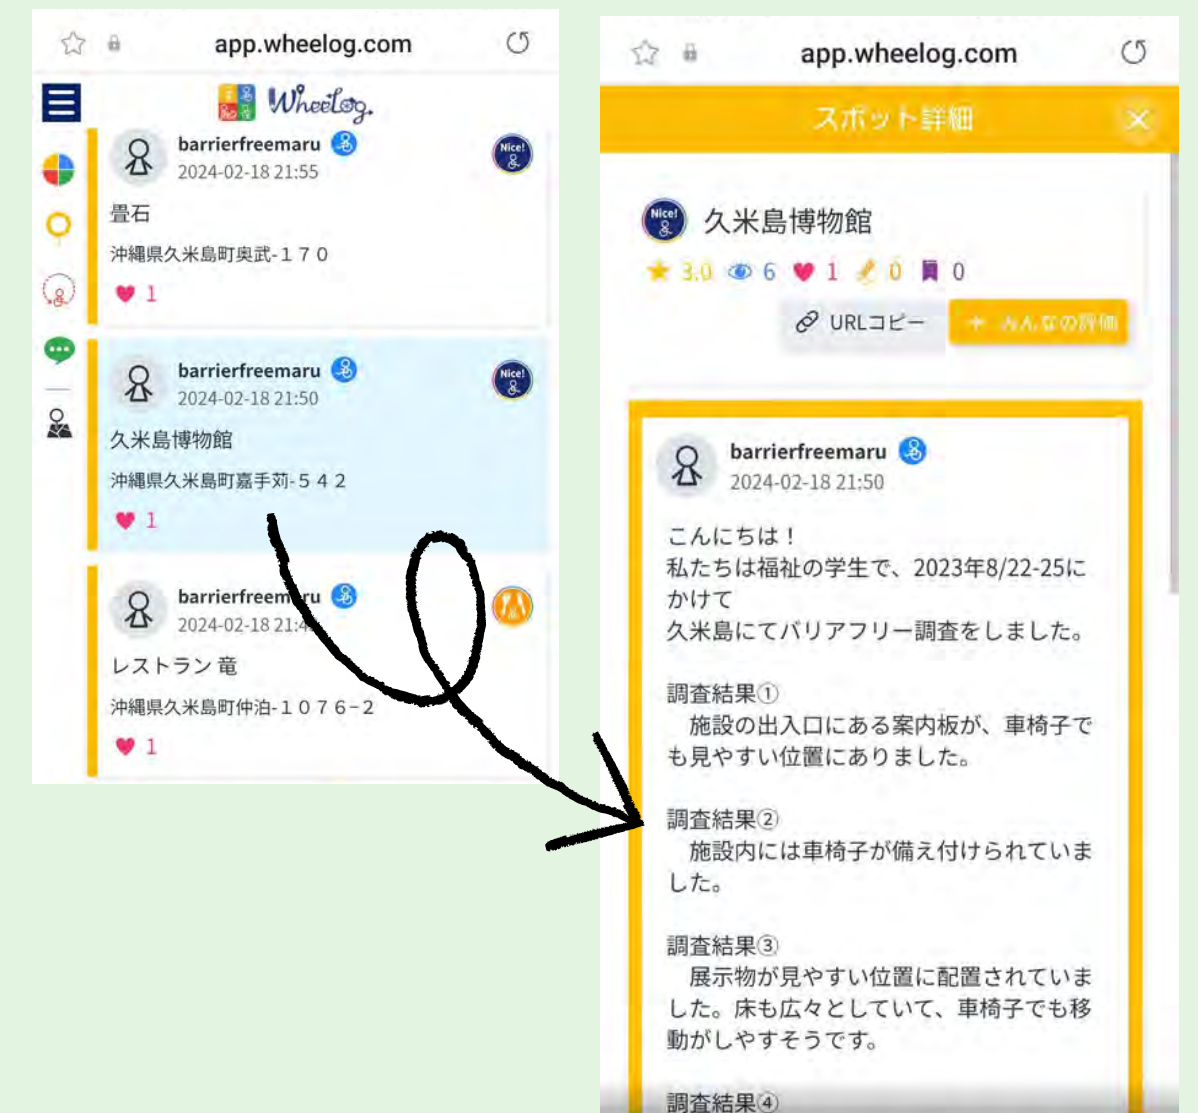 app.wheelog.com
WheeLog.
barrierfreemaru
2024-02-18 21:55
Nice!
畳石
沖縄県久米島町奥武-１７０
1
barrierfreemaru
2024-02-18 21:50
Nice!
久米島博物館
沖縄県久米島町嘉手苅-５４２
1
barrierfreemaru
2024-02-18 21:4
レストラン 竜
沖縄県久米島町仲泊-１０７６−２
1
app.wheelog.com
スポット詳細
Nice!
久米島博物館
3.0 6 1 0 0
URLコピー
+ みんなの評価
barrierfreemaru
2024-02-18 21:50
こんにちは！
私たちは福祉の学生で、2023年8/22-25に
かけて
久米島にてバリアフリー調査をしました。
調査結果①
　施設の出入口にある案内板が、車椅子で
も見やすい位置にありました。
調査結果②
　施設内には車椅子が備え付けられていま
した。
調査結果③
　展示物が見やすい位置に配置されていま
した。床も広々としていて、車椅子でも移
動がしやすそうです。
調査結果④